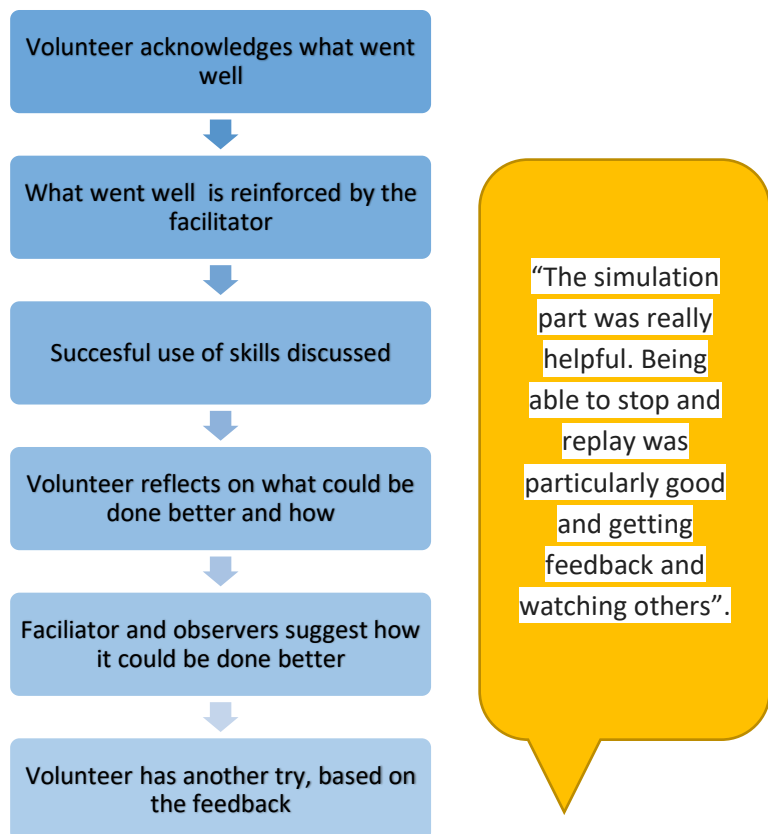 Volunteer acknowledges what went
well
What went well  is reinforced by the
facilitator
Succesful use of skills discussed
Volunteer reflects on what could be
done better and how
Faciliator and observers suggest how
it could be done better
Volunteer has another try, based on
the feedback
“The simulation
part was really
helpful. Being
able to stop and
replay was
particularly good
and getting
feedback and
watching others”.